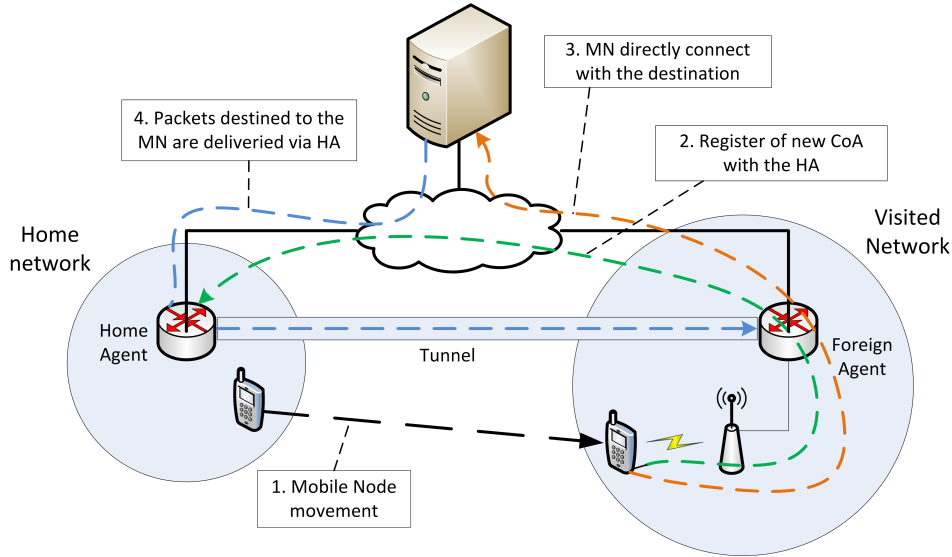 3. MN directly connect
with the destination
4. Packets destined to the
MN are deliveried via HA
2. Register of new CoA
with the HA
Home
network
Visited
Network
Home
Agent
Tunnel
Foreign
Agent
1. Mobile Node
movement